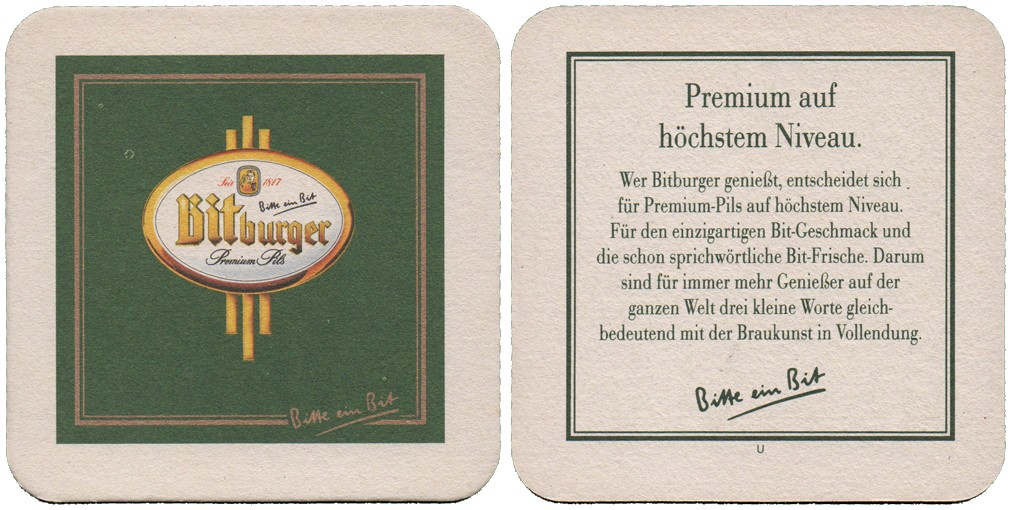 Seit 1817
Bitte ein Bit
Bitburger
Premium Pils
Bitte ein Bit
Premium auf
höchstem Niveau.
Wer Bitburger genießt, entscheidet sich
für Premium-Pils auf höchstem Niveau.
Für den einzigartigen Bit-Geschmack und
die schon sprichwörtliche Bit-Frische. Darum
sind für immer mehr Genießer auf der
ganzen Welt drei kleine Worte gleich-
bedeutend mit der Braukunst in Vollendung.
Bitte ein Bit
U